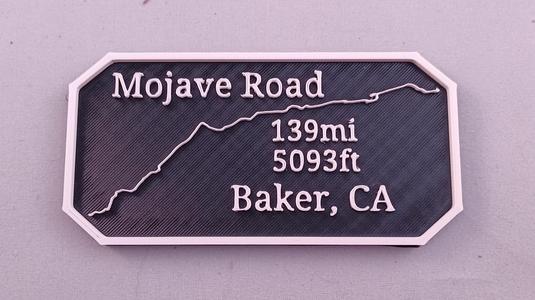 Mojave Road
139mi
5093ft
Baker, CA